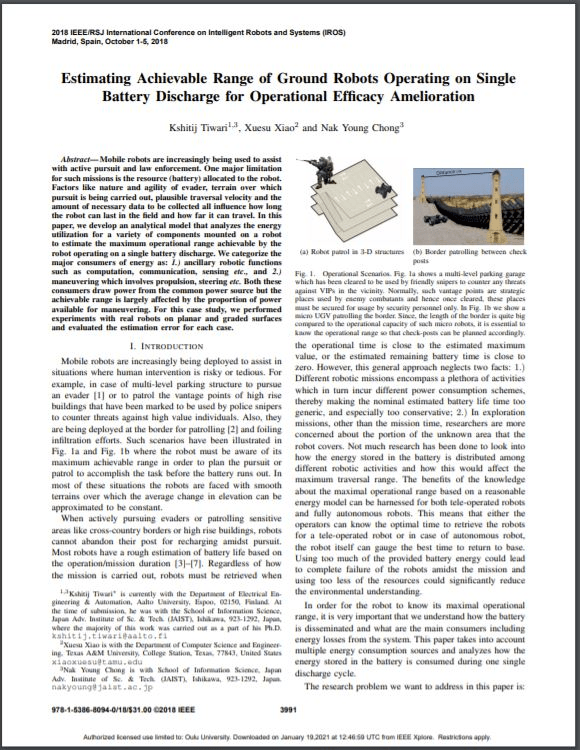 2018 IEEE/RSJ International Conference on Intelligent Robots and Systems (IROS)
Madrid, Spain, October 1-5, 2018
Estimating Achievable Range of Ground Robots Operating on Single
Battery Discharge for Operational Efficacy Amelioration
Kshitij Tiwari1,3, Xuesu Xiao2 and Nak Young Chong3
Abstract—Mobile robots are increasingly being used to assist
with active pursuit and law enforcement. One major limitation
for such missions is the resource (battery) allocated to the robot.
Factors like nature and agility of evader, terrain over which
pursuit is being carried out, plausible traversal velocity and the
amount of necessary data to be collected all influence how long
the robot can last in the field and how far it can travel. In this
paper, we develop an analytical model that analyzes the energy
utilization for a variety of components mounted on a robot
to estimate the maximum operational range achievable by the
robot operating on a single battery discharge. We categorize the
major consumers of energy as: 1.) ancillary robotic functions
such as computation, communication, sensing etc., and 2.)
maneuvering which involves propulsion, steering etc. Both these
consumers draw power from the common power source but the
achievable range is largely affected by the proportion of power
available for maneuvering. For this case study, we performed
experiments with real robots on planar and graded surfaces
and evaluated the estimation error for each case.
I. INTRODUCTION
Mobile robots are increasingly being deployed to assist in
situations where human intervention is risky or tedious. For
example, in case of multi-level parking structure to pursue
an evader [1] or to patrol the vantage points of high rise
buildings that have been marked to be used by police snipers
to counter threats against high value individuals. Also, they
are being deployed at the border for patrolling [2] and foiling
infiltration efforts. Such scenarios have been illustrated in
Fig. 1a and Fig. 1b where the robot must be aware of its
maximum achievable range in order to plan the pursuit or
patrol to accomplish the task before the battery runs out. In
most of these situations the robots are faced with smooth
terrains over which the average change in elevation can be
approximated to be constant.
When actively pursuing evaders or patrolling sensitive
areas like cross-country borders or high rise buildings, robots
cannot abandon their post for recharging amidst pursuit.
Most robots have a rough estimation of battery life based on
the operation/mission duration [3]–[7]. Regardless of how
the mission is carried out, robots must be retrieved when
1,3Kshitij Tiwari* is currently with the Department of Electrical En-
gineering & Automation, Aalto University, Espoo, 02150, Finland. At
the time of submission, he was with the School of Information Science,
Japan Adv. Institute of Sc. & Tech. (JAIST), Ishikawa, 923-1292, Japan,
where the majority of this work was carried out as a part of his Ph.D.
kshitij.tiwari@aalto.fi
2Xuesu Xiao is with the Department of Computer Science and Engineer-
ing, Texas A&M University, College Station, Texas, 77843, United States
xiaoxuesu@tamu.edu
3Nak Young Chong is with School of Information Science, Japan
Adv. Institute of Sc. & Tech. (JAIST), Ishikawa, 923-1292, Japan.
nakyoung@jaist.ac.jp
(a) Robot patrol in 3-D structures
(b) Border patrolling between check
posts
Fig. 1. Operational Scenarios. Fig. 1a shows a multi-level parking garage
which has been cleared to be used by friendly snipers to counter any threats
against VIPs in the vicinity. Normally, such vantage points are strategic
places used by enemy combatants and hence once cleared, these places
must be secured for usage by security personnel only. In Fig. 1b we show a
micro UGV patrolling the border. Since, the length of the border is quite big
compared to the operational capacity of such micro robots, it is essential to
know the operational range so that check-posts can be planned accordingly.
the operational time is close to the estimated maximum
value, or the estimated remaining battery time is close to
zero. However, this general approach neglects two facts: 1.)
Different robotic missions encompass a plethora of activities
which in turn incur different power consumption schemes,
thereby making the nominal estimated battery life time too
generic, and especially too conservative; 2.) In exploration
missions, other than the mission time, researchers are more
concerned about the portion of the unknown area that the
robot covers. Not much research has been done to look into
how the energy stored in the battery is distributed among
different robotic activities and how this would affect the
maximum traversal range. The benefits of the knowledge
about the maximal operational range based on a reasonable
energy model can be harnessed for both tele-operated robots
and fully autonomous robots. This means that either the
operators can know the optimal time to retrieve the robots
for a tele-operated robot or in case of autonomous robot,
the robot itself can gauge the best time to return to base.
Using too much of the provided battery energy could lead
to complete failure of the robots amidst the mission and
using too less of the resources could significantly reduce
the environmental understanding.
In order for the robot to know its maximal operational
range, it is very important that we understand how the battery
is disseminated and what are the main consumers including
energy losses from the system. This paper takes into account
multiple energy consumption sources and analyzes how the
energy stored in the battery is consumed during one single
discharge cycle.
The research problem we want to address in this paper is:
978-1-5386-8094-0/18/$31.00 ©2018 IEEE
3991
Authorized licensed use limited to: Oulu University. Downloaded on January 19,2021 at 12:46:59 UTC from IEEE Xplore. Restrictions apply.